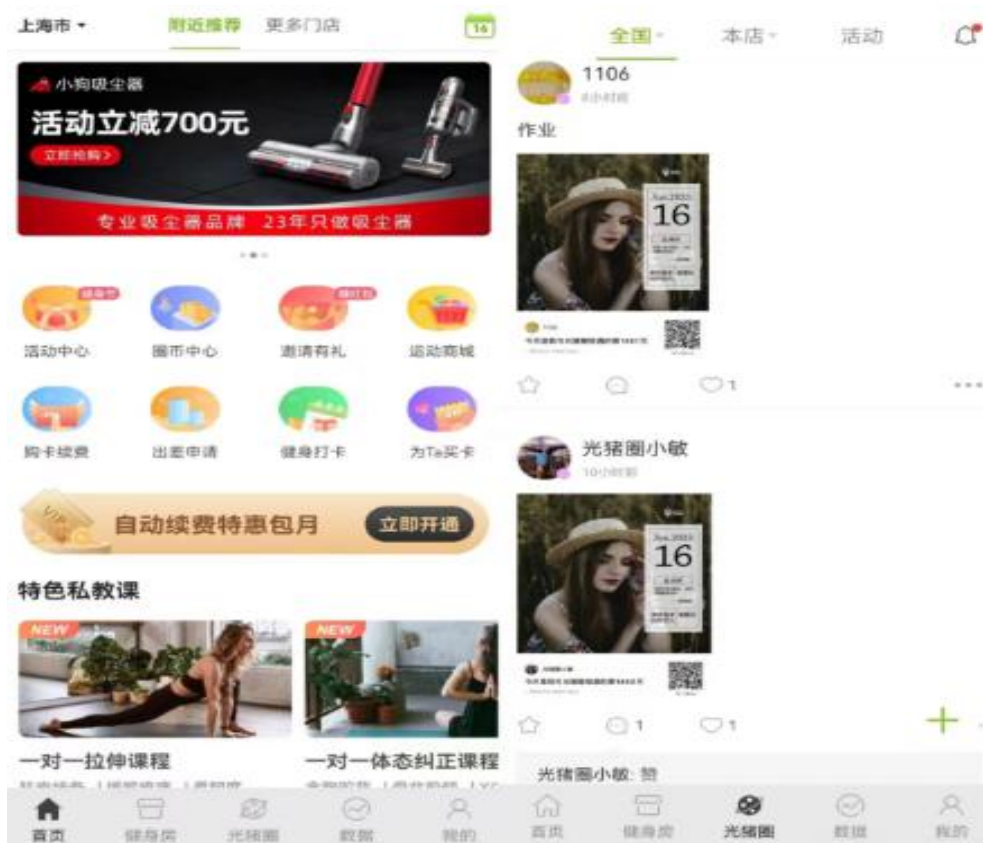 上海市
附近推荐
更多门店
16
小狗吸尘器
活动立减700元
立即抢购>
专业吸尘器品牌 23年只做吸尘器
活动中心
圈币中心
邀请有礼
运动商城
购卡续费
出差申请
健身打卡
为Ta买卡
VIP
自动续费特惠包月
立即开通
特色私教课
NEW
NEW
一对一拉伸课程
一对一体态纠正课程
首页
健身房
光猪圈
数据
我的
全国
本店
活动
1106
作业
16
1
光猪圈小敏
10小时前
16
1
1
光猪圈小敏: 赞
首页
健身房
光猪圈
数据
我的